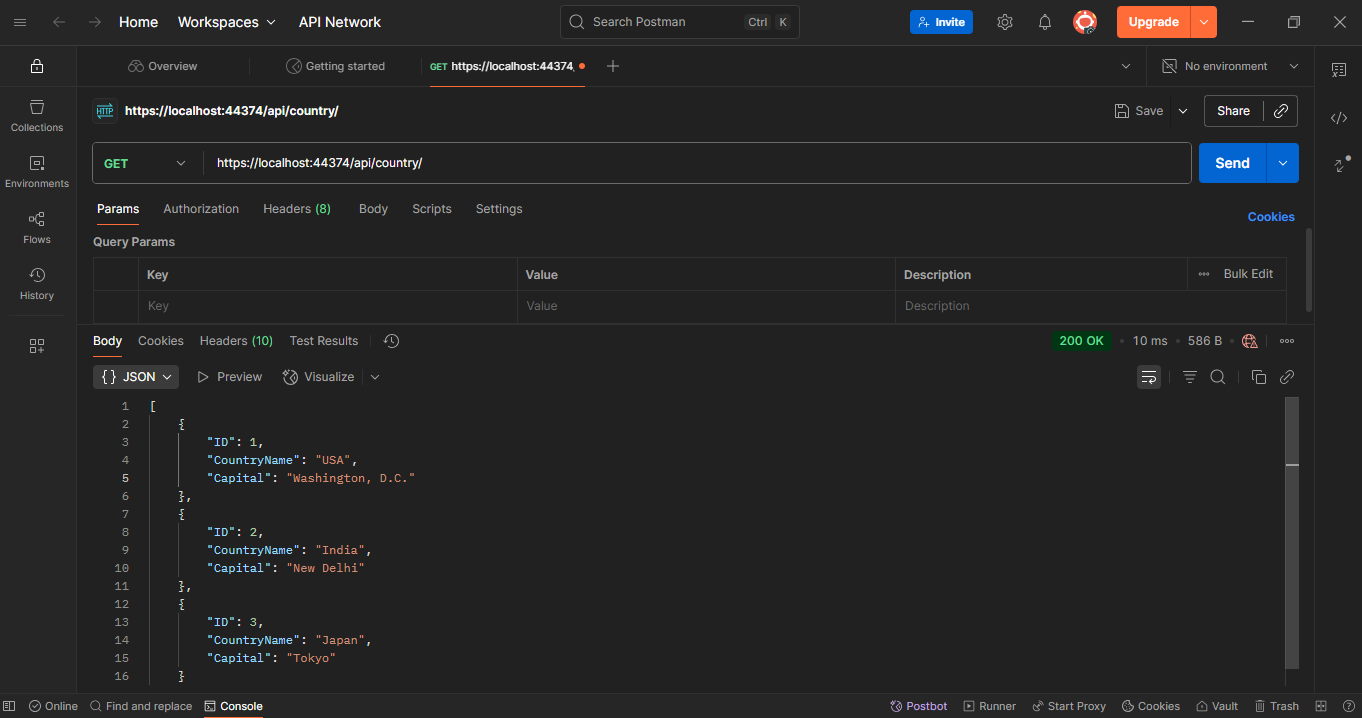 Home Workspaces API Network Search Postman Ctrl K Invite Upgrade
Overview Getting started GET https://localhost:44374, No environment
HTTP https://localhost:44374/api/country/ Save Share
Collections
GET https://localhost:44374/api/country/ Send
Environments
Params Authorization Headers (8) Body Scripts Settings Cookies
Flows
Query Params
Key Value Description Bulk Edit
History
Key Value Description
Body Cookies Headers (10) Test Results 200 OK 10 ms 586 B
{} JSON Preview Visualize
1 [
2 {
3 "ID": 1,
4 "CountryName": "USA",
5 "Capital": "Washington, D.C."
6 },
7 {
8 "ID": 2,
9 "CountryName": "India",
10 "Capital": "New Delhi"
11 },
12 {
13 "ID": 3,
14 "CountryName": "Japan",
15 "Capital": "Tokyo"
16 }
Online Find and replace Console Postbot Runner Start Proxy Cookies Vault Trash